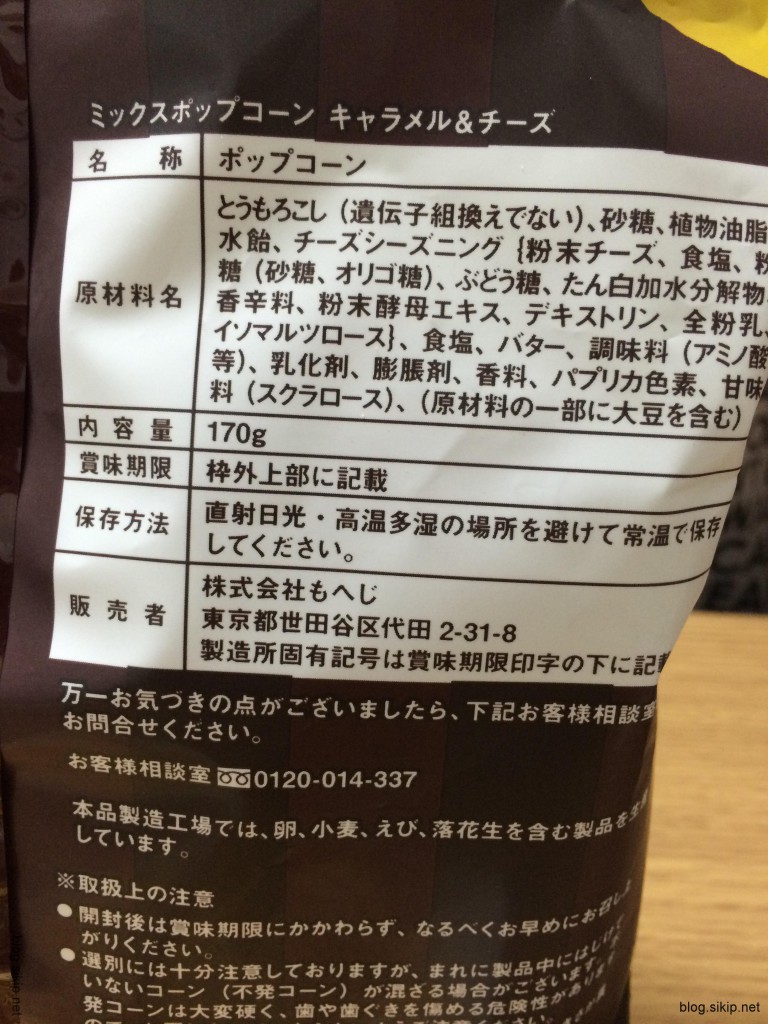 ミックスポップコーン キャラメル&チーズ
名 称 ポップコーン
原材料名
とうもろこし（遺伝子組換えでない）、砂糖、植物油脂
水飴、チーズシーズニング｛粉末チーズ、食塩、粉
糖（砂糖、オリゴ糖）、ぶどう糖、たん白加水分解物、
香辛料、粉末酵母エキス、デキストリン、全粉乳、
イソマルツロース｝、食塩、バター、調味料（アミノ酸
等）、乳化剤、膨脹剤、香料、パプリカ色素、甘味
料（スクラロース）、（原材料の一部に大豆を含む）
内容量 170g
賞味期限 枠外上部に記載
保存方法
直射日光・高温多湿の場所を避けて常温で保存
してください。
販売者
株式会社もへじ
東京都世田谷区代田 2-31-8
製造所固有記号は賞味期限印字の下に記載
万一お気づきの点がございましたら、下記お客様相談室
お問合せください。
お客様相談室 0120-014-337
本品製造工場では、卵、小麦、えび、落花生を含む製品を生産
しています。
※取扱上の注意
●開封後は賞味期限にかかわらず、なるべくお早めにお召し上
がりください。
●選別には十分注意しておりますが、まれに製品中にはじけて
いないコーン（不発コーン）が混ざる場合がございます。
発コーンは大変硬く、歯や歯ぐきを傷める危険性があります
blog.sikip.net